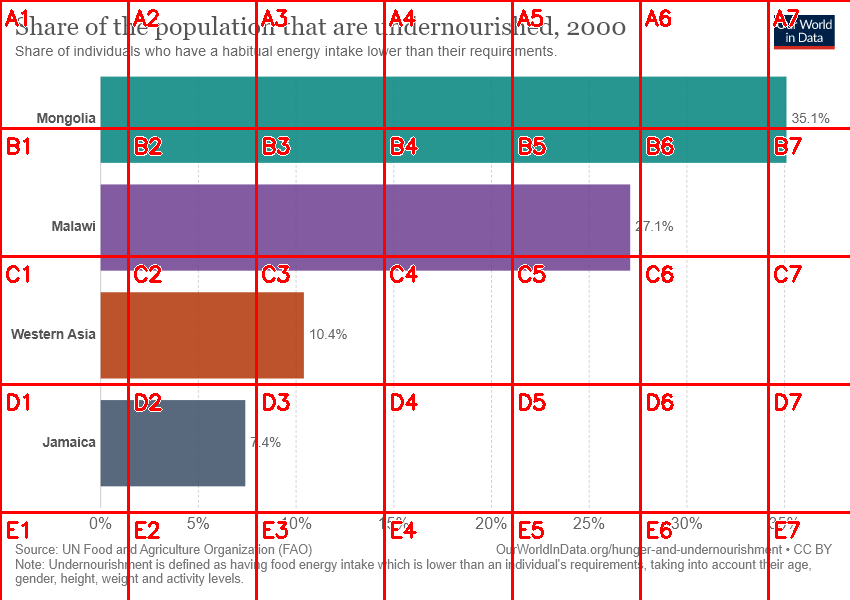 Share of the population that are undernourished, 2000
Our World
in Data
Share of individuals who have a habitual energy intake lower than their requirements.
A1 A2 A3 A4 A5 A6 A7
Mongolia 35.1%
B1 B2 B3 B4 B5 B6 B7
Malawi 27.1%
C1 C2 C3 C4 C5 C6 C7
Western Asia 10.4%
D1 D2 D3 D4 D5 D6 D7
Jamaica 7.4%
0% 5% 10% 15% 20% 25% 30% 35%
E1 E2 E3 E4 E5 E6 E7
Source: UN Food and Agriculture Organization (FAO) OurWorldInData.org/hunger-and-undernourishment • CC BY
Note: Undernourishment is defined as having food energy intake which is lower than an individual's requirements, taking into account their age,
gender, height, weight and activity levels.